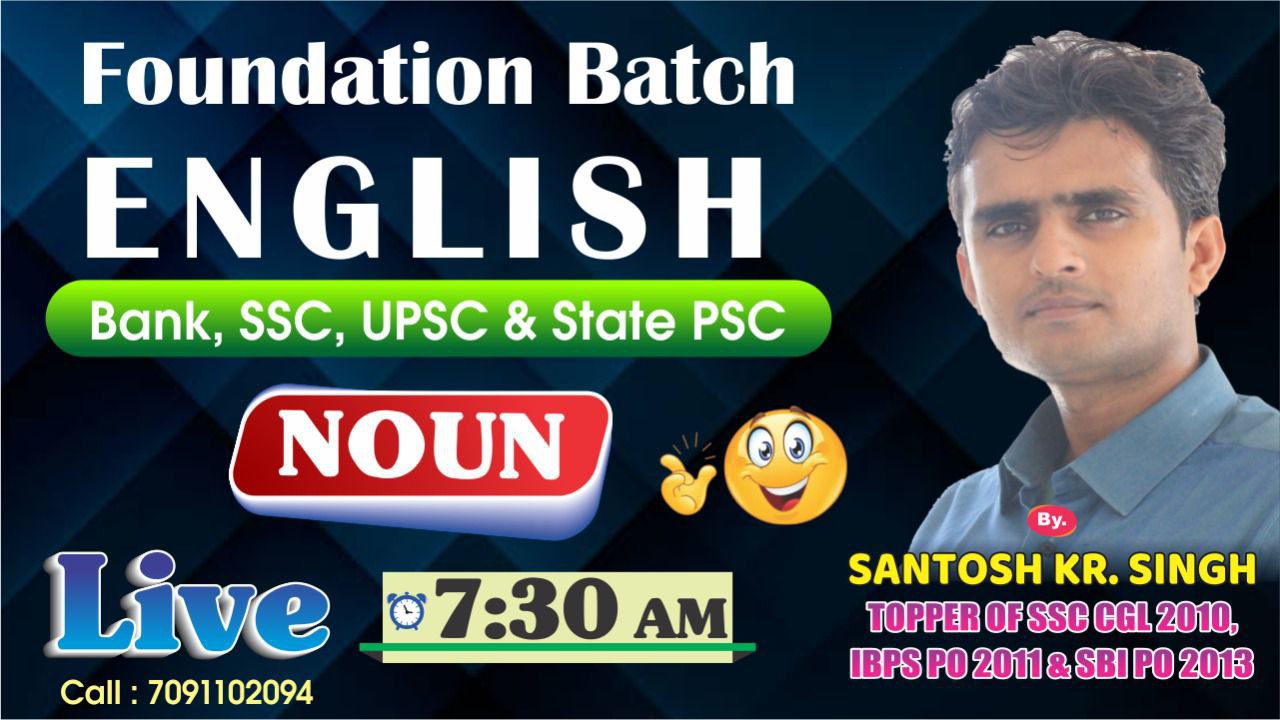 Foundation Batch
ENGLISH
Bank, SSC, UPSC & State PSC
NOUN
Live
7:30 AM
Call : 7091102094
By.
SANTOSH KR. SINGH
TOPPER OF SSC CGL 2010,
IBPS PO 2011 & SBI PO 2013